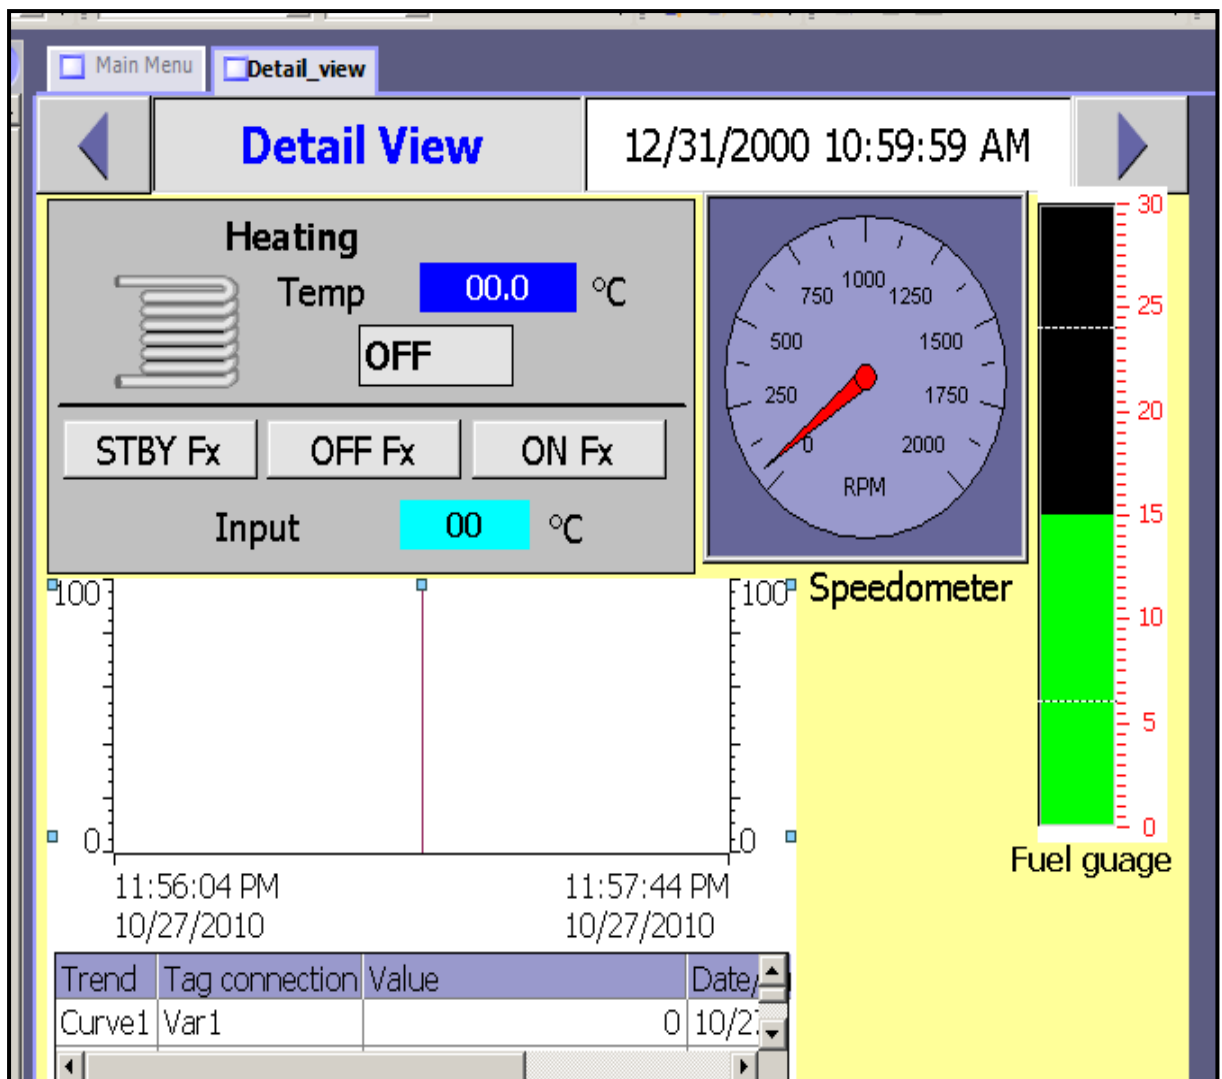 Main Menu
Detail_view
Detail View
12/31/2000 10:59:59 AM
Heating
Temp 00.0 °C
OFF
STBY Fx OFF Fx ON Fx
Input 00 °C
0
250
500
750
1000
1250
1500
1750
2000
RPM
Speedometer
30
25
20
15
10
5
0
Fuel guage
100 100
0 0
11:56:04 PM 11:57:44 PM
10/27/2010 10/27/2010
Trend Tag connection Value Date/
Curve1 Var1 0 10/27